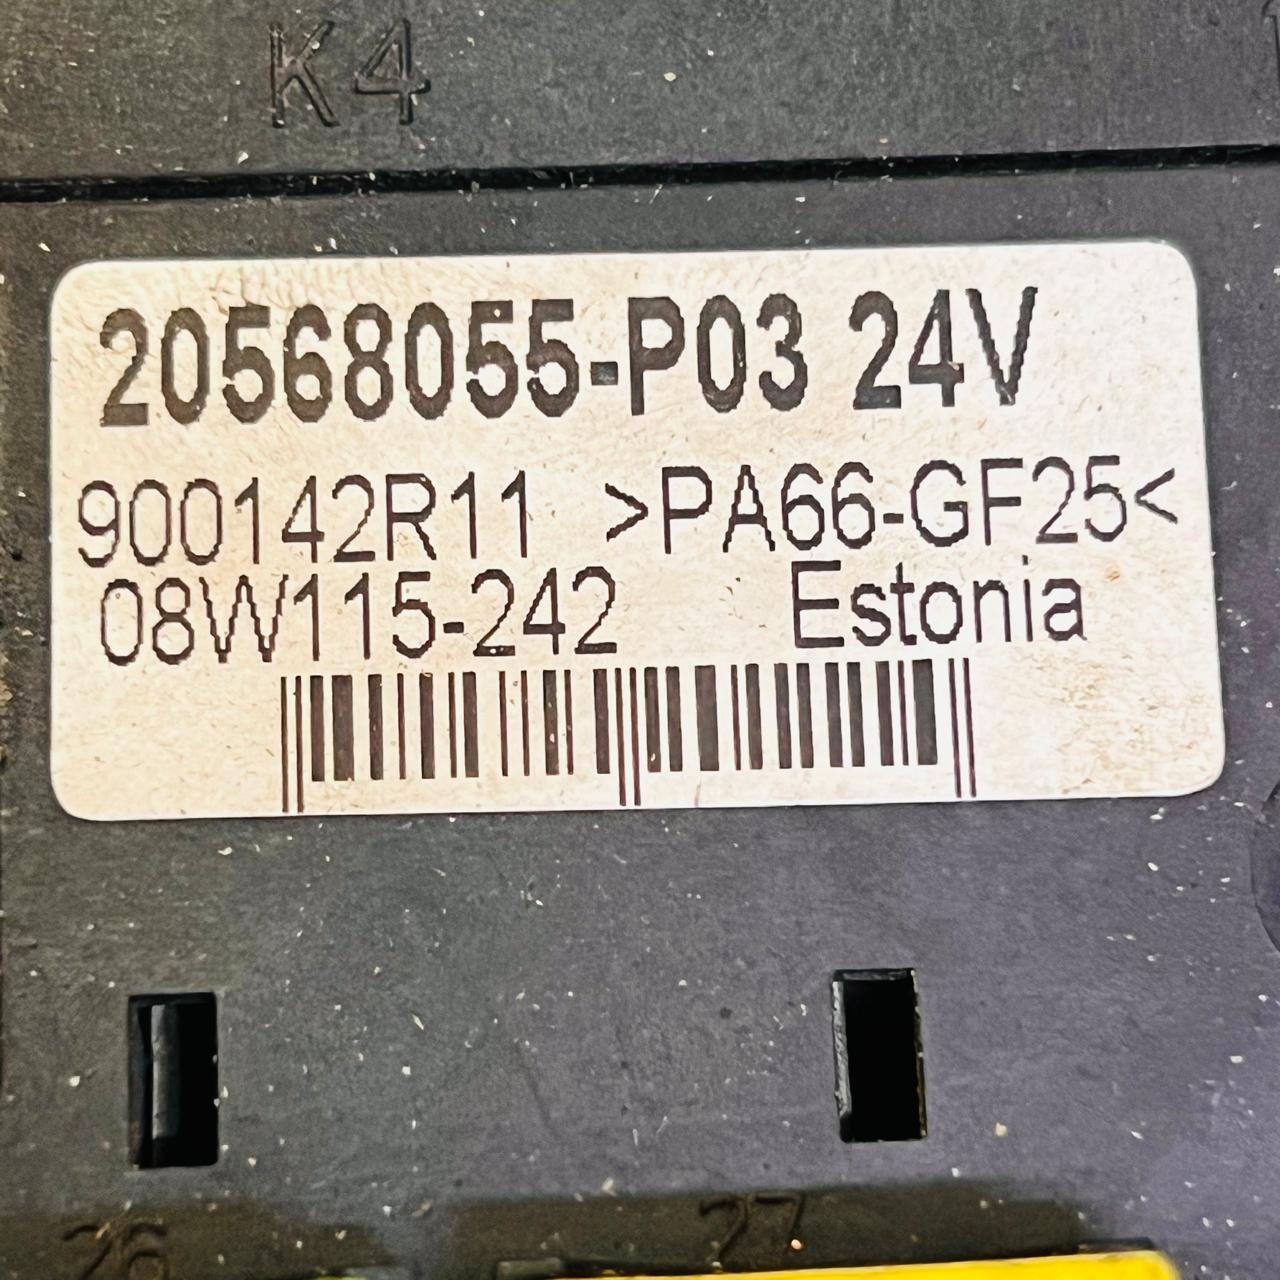 K4
20568055-P03 24V
900142R11 >PA66-GF25<
08W115-242 Estonia
26 27